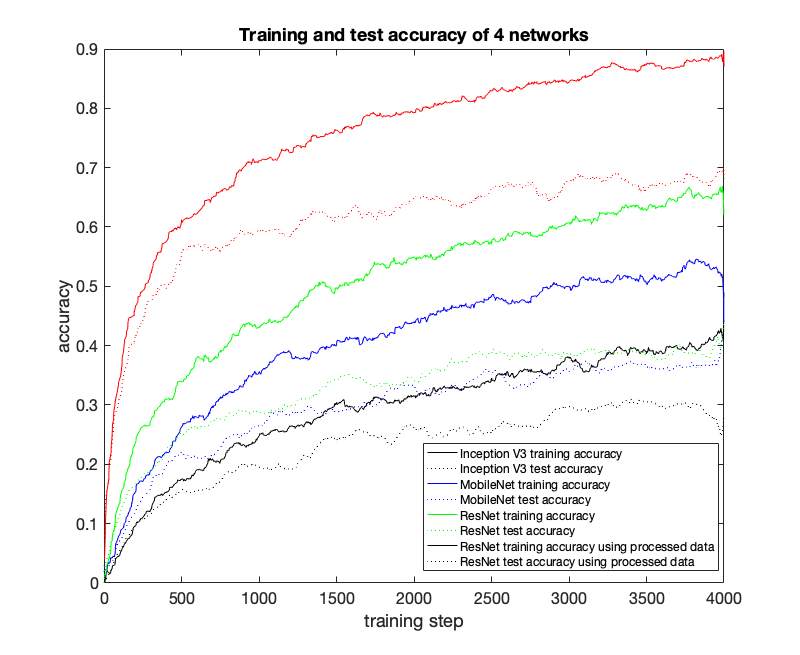 Training and test accuracy of 4 networks
0.9
0.8
0.7
0.6
0.5
0.4
0.3
0.2
0.1
0
accuracy
Inception V3 training accuracy
Inception V3 test accuracy
MobileNet training accuracy
MobileNet test accuracy
ResNet training accuracy
ResNet test accuracy
ResNet training accuracy using processed data
ResNet test accuracy using processed data
0 500 1000 1500 2000 2500 3000 3500 4000
training step